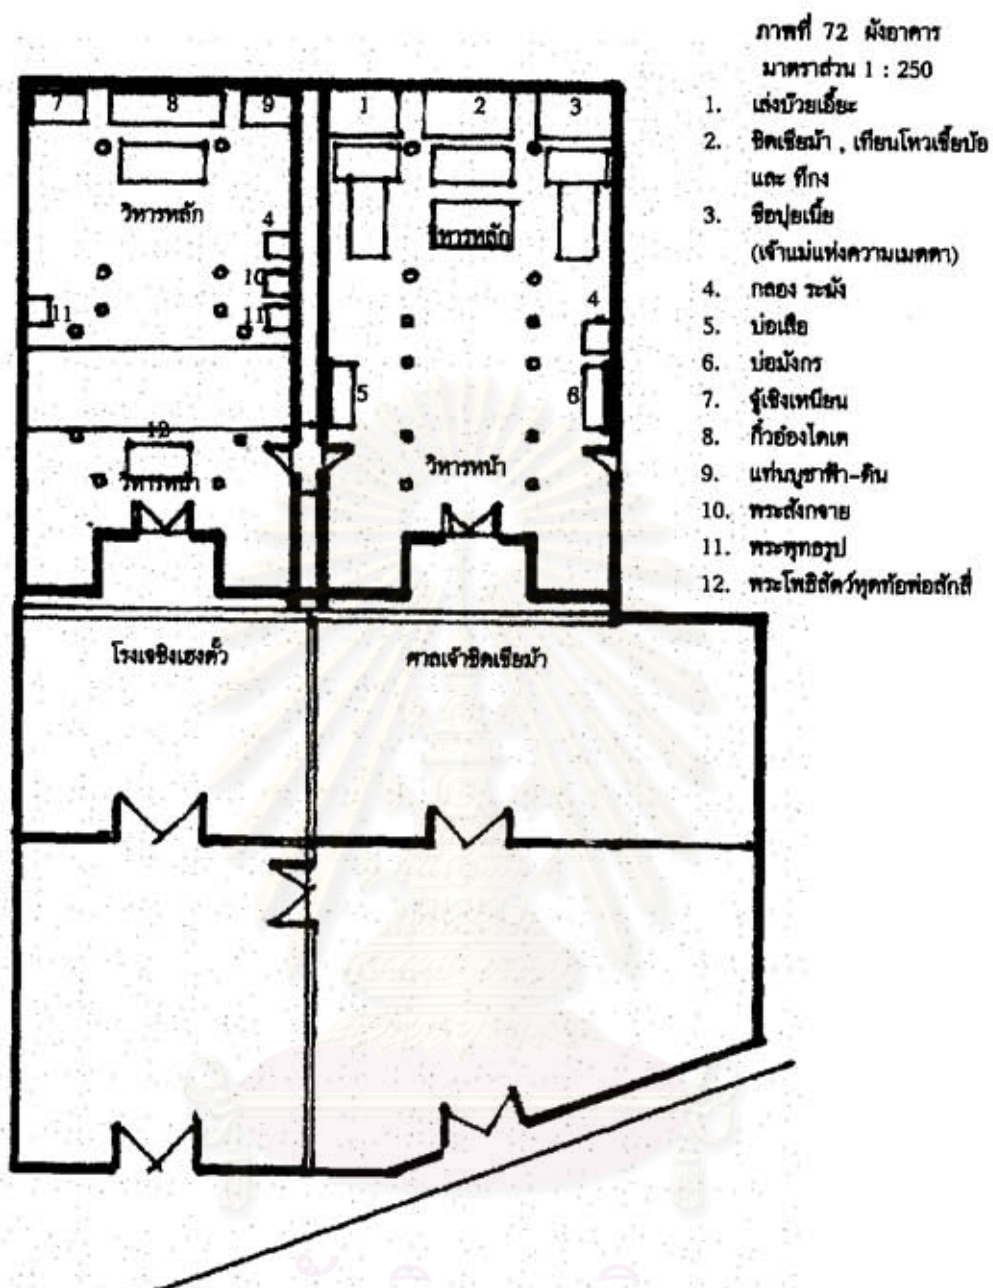 ภาพที่ 72 ผังอาคาร
มาตราส่วน 1 : 250
1. เล่งบ๊วยเอี๊ยะ
2. ชิดเซียม้า , เทียนโหวเซี้ยบ้อ
และ ทีกง
3. ซือปุยเนี้ย
(เจ้าแม่แห่งความเมตตา)
4. กลอง ระฆัง
5. บ่อเสือ
6. บ่อมังกร
7. จู้เชิงเหนียน
8. กิ๋วอ๋องโตเต
9. แท่นบูชาฟ้า-ดิน
10. พระสังกจาย
11. พระพุทธรูป
12. พระโพธิสัตว์หุดท้อพ่อสักสี่
7 8 9 1 2 3
วิหารหลัก
วิหารหลัก
4
10
11 11
4
5 6
12
วิหารหน้า
วิหารหน้า
โรงเจชิงเฮงตั๊ว ศาลเจ้าชิดเซียม้า